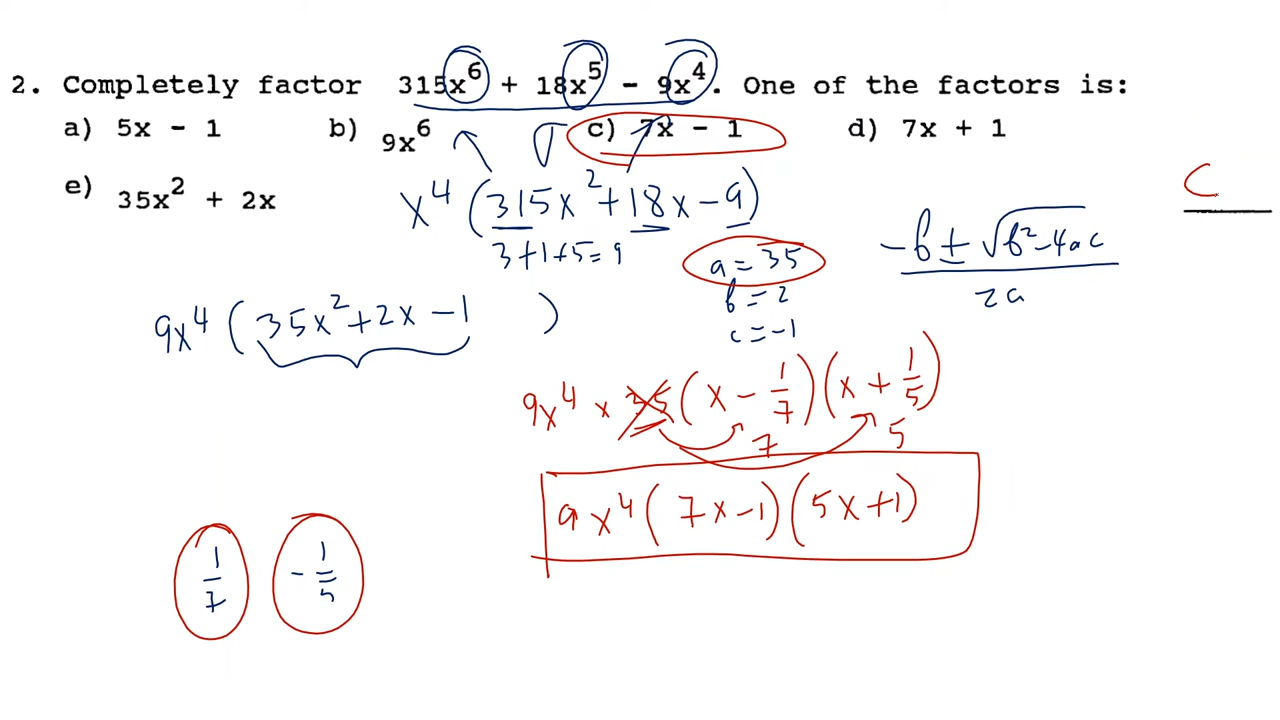 2. Completely factor 315x⁶ + 18x⁵ - 9x⁴. One of the factors is:
a) 5x - 1 b) 9x⁶ c) 7x - 1 d) 7x + 1
e) 35x² + 2x
C
x⁴(315x²+18x-9)
3+1+5=9
-b±√b²-4ac
2a
a=35
b=2
c=-1
9x⁴(35x²+2x-1 )
9x⁴ × 35(x-1/7)(x+1/5)
7 5
9x⁴(7x-1)(5x+1)
1/7 -1/5